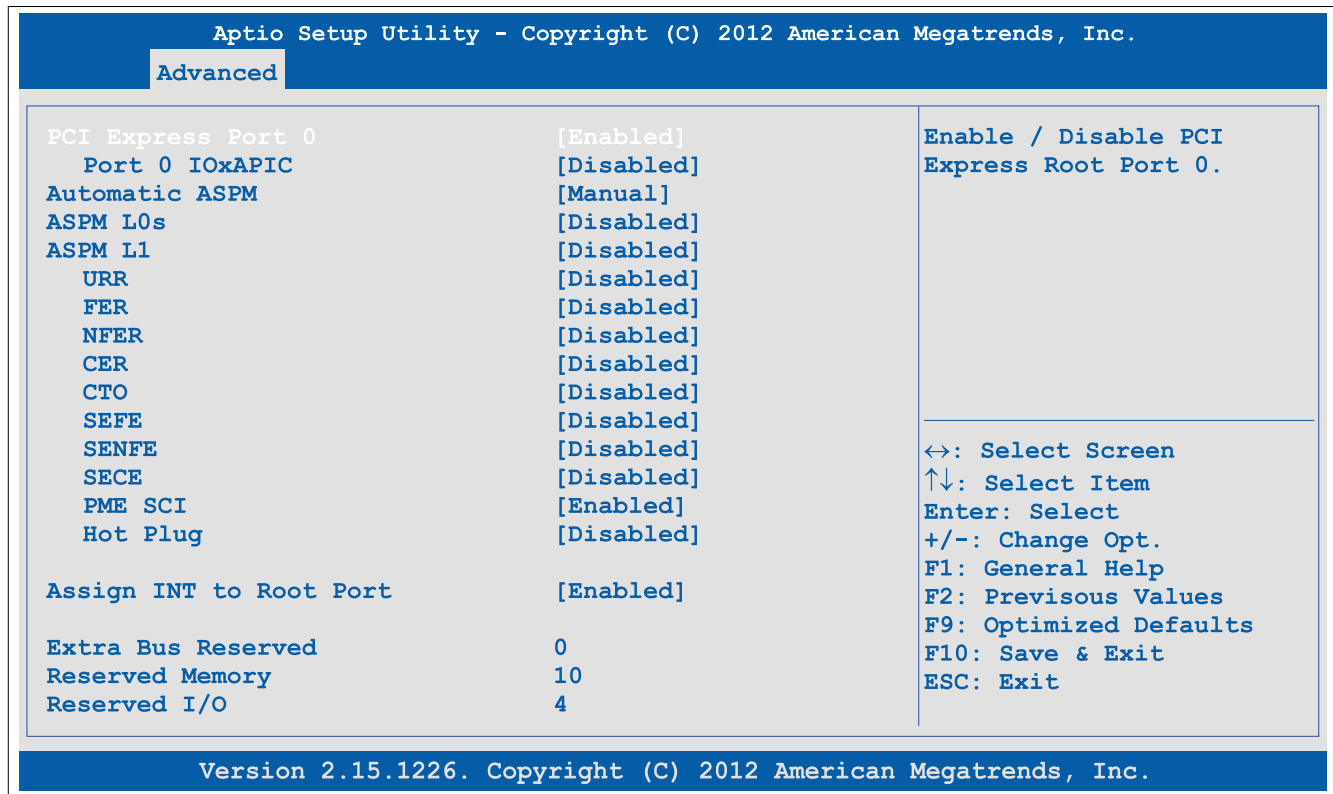 Aptio Setup Utility - Copyright (C) 2012 American Megatrends, Inc.
Advanced
PCI Express Port 0 [Enabled]
Port 0 IOxAPIC [Disabled]
Automatic ASPM [Manual]
ASPM L0s [Disabled]
ASPM L1 [Disabled]
URR [Disabled]
FER [Disabled]
NFER [Disabled]
CER [Disabled]
CTO [Disabled]
SEFE [Disabled]
SENFE [Disabled]
SECE [Disabled]
PME SCI [Enabled]
Hot Plug [Disabled]
Assign INT to Root Port [Enabled]
Extra Bus Reserved 0
Reserved Memory 10
Reserved I/O 4
Enable / Disable PCI
Express Root Port 0.
↔: Select Screen
↑↓: Select Item
Enter: Select
+/-: Change Opt.
F1: General Help
F2: Previsous Values
F9: Optimized Defaults
F10: Save & Exit
ESC: Exit
Version 2.15.1226. Copyright (C) 2012 American Megatrends, Inc.